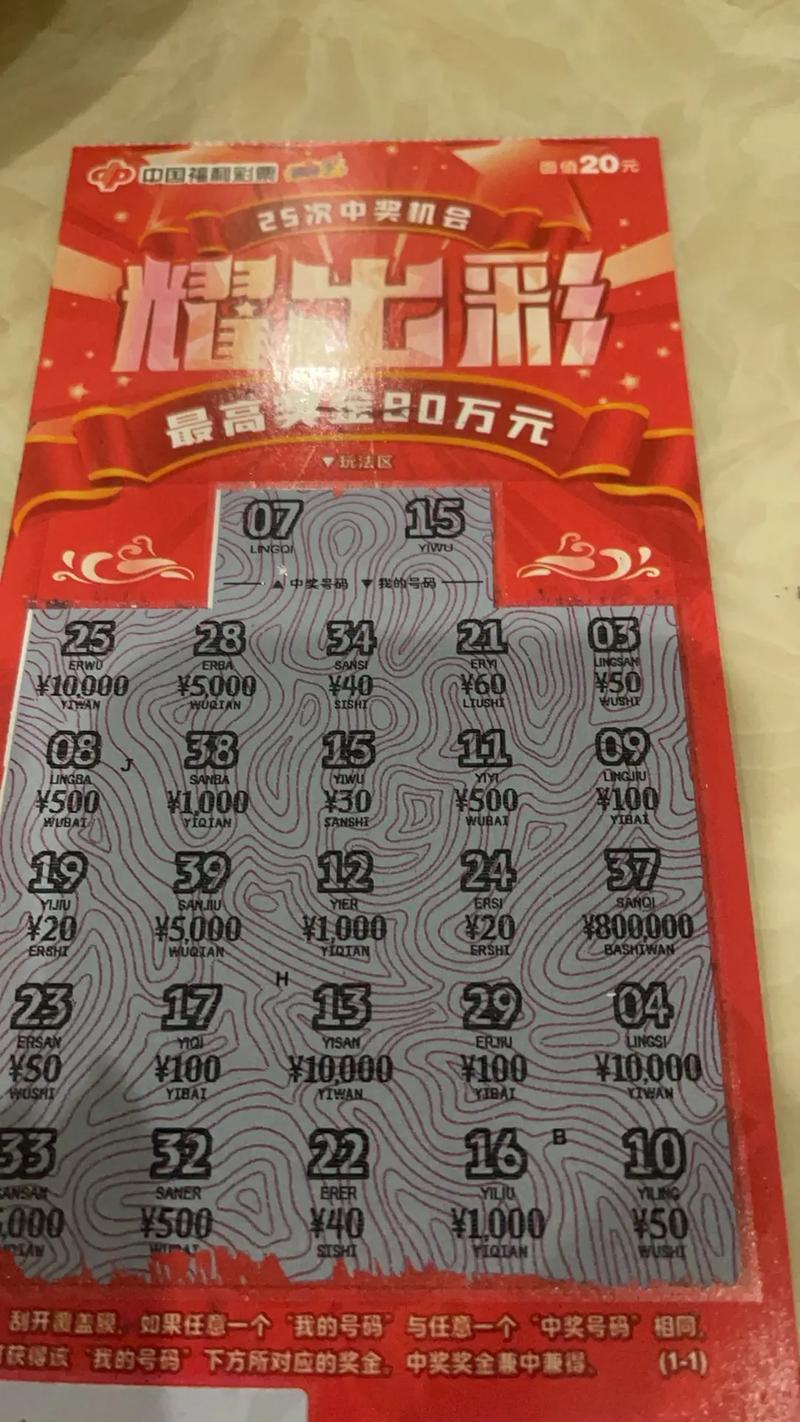 中国福利彩票 面值20元
25次中奖机会
耀出彩
最高奖金80万元
▼玩法区
07 15
LINGQI YIWU
▲中奖号码 ▼我的号码
25 28 34 21 03
ERWU ERBA SANSI ERYI LINGSAN
¥10,000 ¥5,000 ¥40 ¥60 ¥50
YIWAN WUQIAN SISHI LIUSHI WUSHI
08 38 15 11 09
LINGBA J SANBA YIWU YIYI LINGJIU
¥500 ¥1,000 ¥30 ¥500 ¥100
WUBAI YIQIAN SANSHI WUBAI YIBAI
19 39 12 24 37
YIJIU SANJIU YIER ERSI SANQI
¥20 ¥5,000 ¥1,000 ¥20 ¥800,000
ERSHI WUQIAN YIQIAN ERSHI BASHIWAN
H
23 17 13 29 04
ERSAN YIQI YISAN ERJIU LINGSI
¥50 ¥100 ¥10,000 ¥100 ¥10,000
WUSHI YIBAI YIWAN YIBAI YIWAN
33 32 22 16 B 10
ANSAN SANER ERER YILIU YILING
,000 ¥500 ¥40 ¥1,000 ¥50
SISHI YIQIAN WUSHI
刮开覆盖膜,如果任意一个“我的号码”与任意一个“中奖号码”相同,
获得该“我的号码”下方所对应的奖金。中奖奖金兼中兼得。 (1-1)